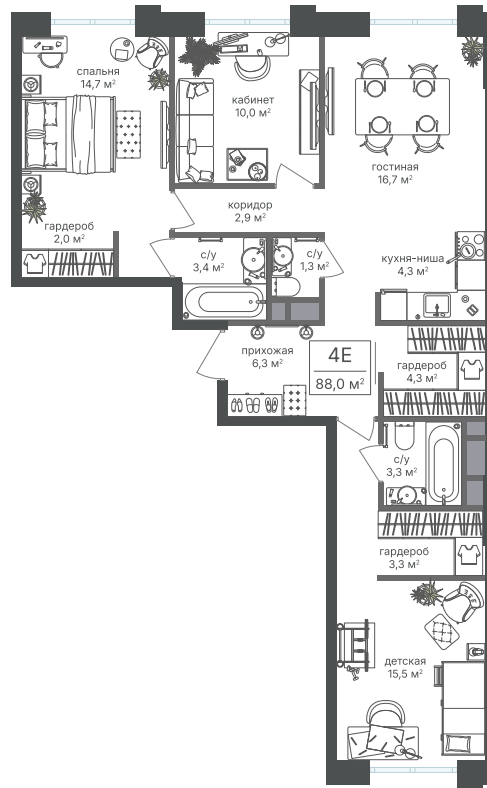 спальня
14,7 м²
кабинет
10,0 м²
гостиная
16,7 м²
коридор
2,9 м²
гардероб
2,0 м²
с/у
3,4 м²
с/у
1,3 м²
кухня-ниша
4,3 м²
прихожая
6,3 м²
4Е
88,0 м²
гардероб
4,3 м²
с/у
3,3 м²
гардероб
3,3 м²
детская
15,5 м²